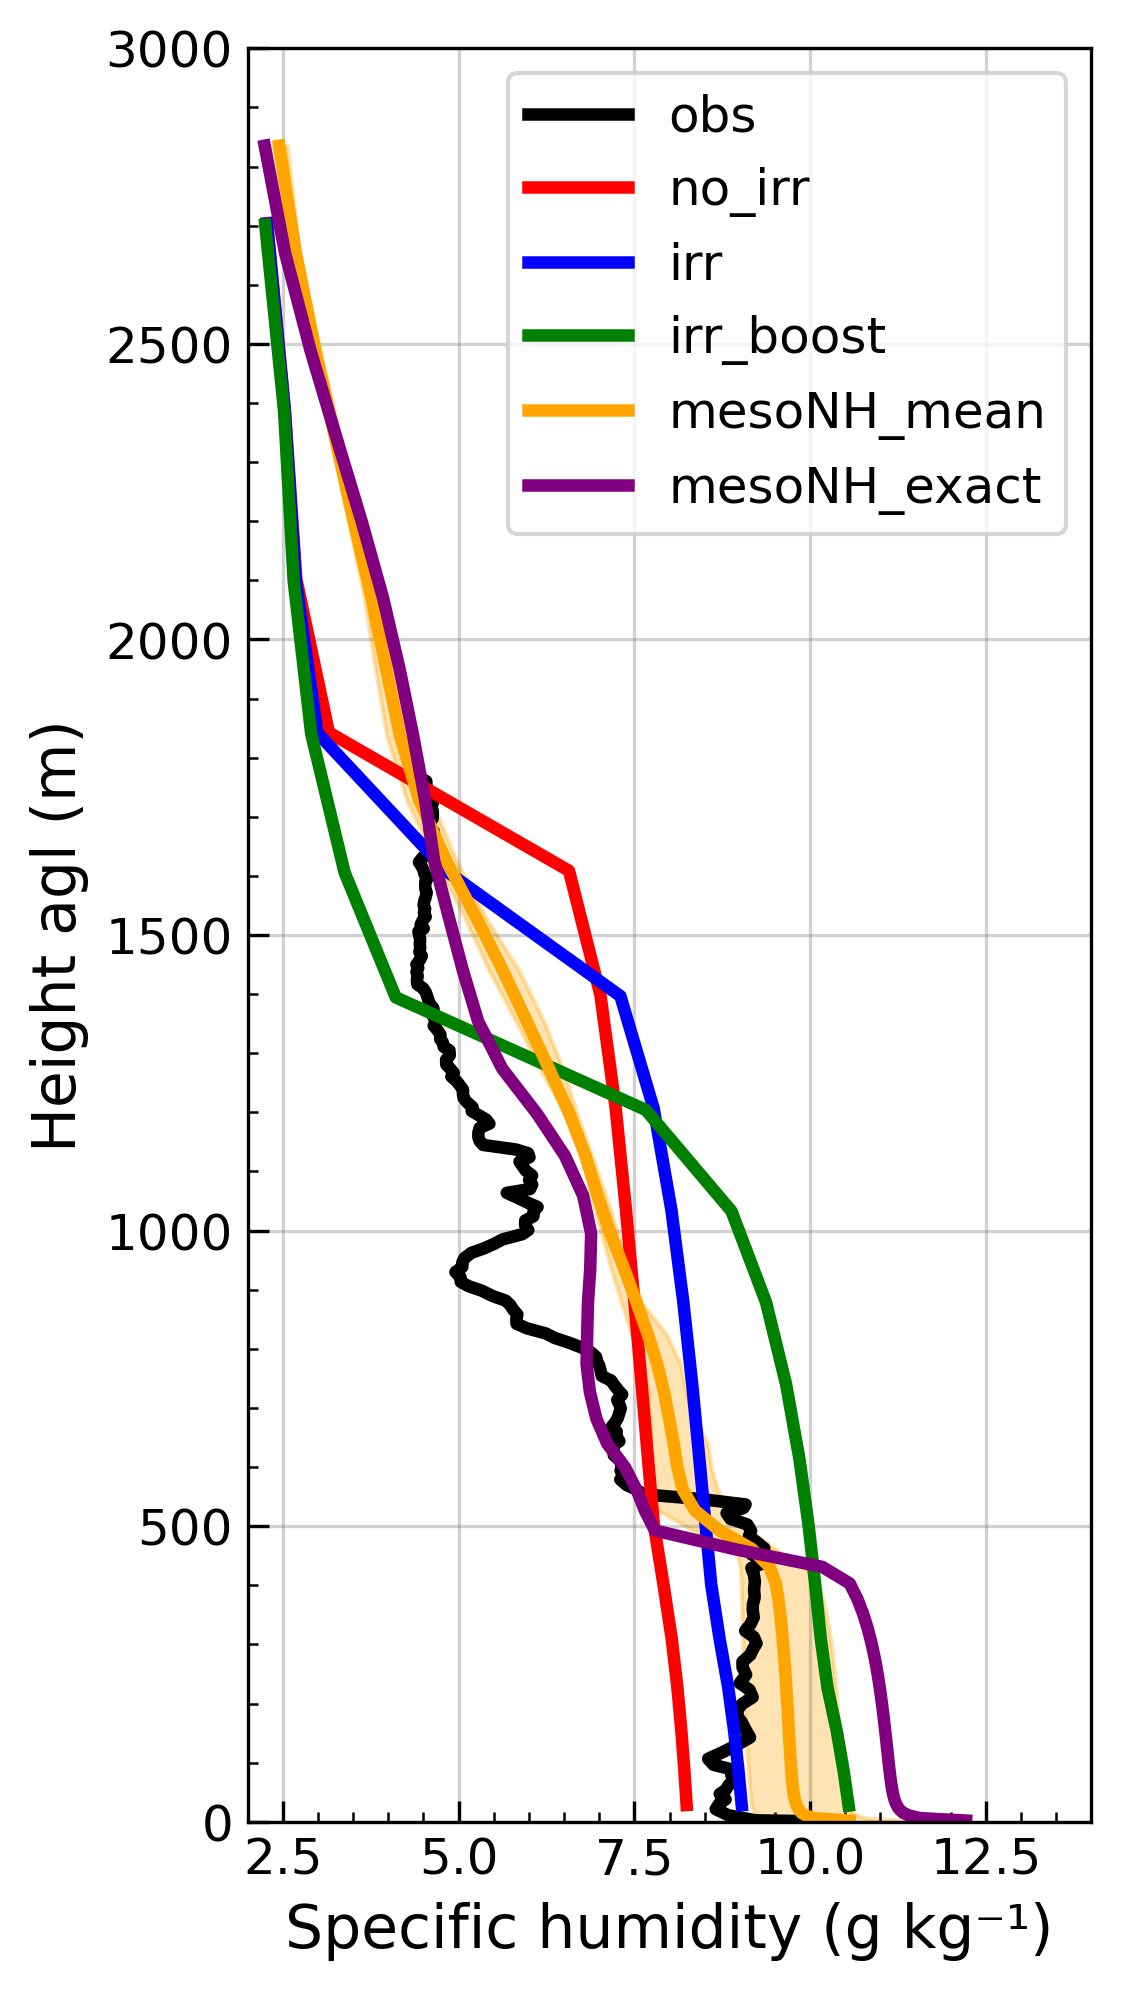 3000
2500
2000
1500
1000
500
0
2.5 5.0 7.5 10.0 12.5
Height agl (m)
Specific humidity (g kg⁻¹)
obs
no_irr
irr
irr_boost
mesoNH_mean
mesoNH_exact